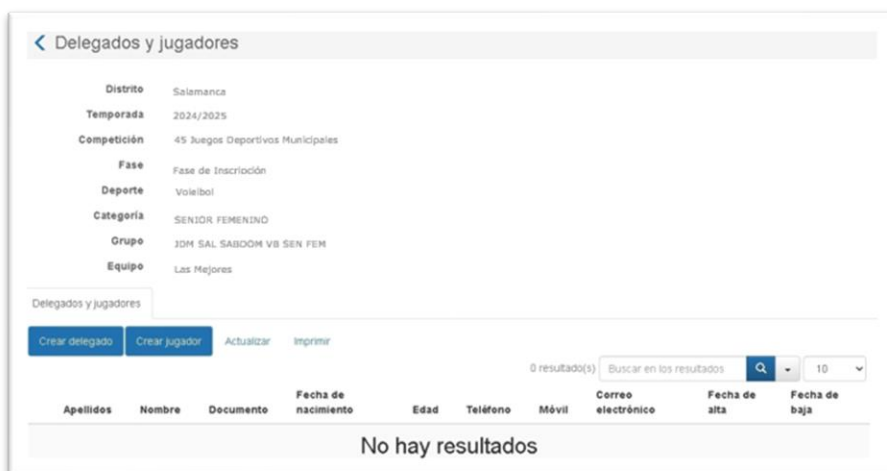 Delegados y jugadores
Distrito Salamanca
Temporada 2024/2025
Competición 45 Juegos Deportivos Municipales
Fase Fase de Inscripción
Deporte Voleibol
Categoría SENIOR FEMENINO
Grupo JDM SAL SABDOM VB SEN FEM
Equipo Las Mejores
Delegados y jugadores
Crear delegado Crear jugador Actualizar Imprimir
0 resultado(s) Buscar en los resultados 10
Apellidos Nombre Documento Fecha de nacimiento Edad Teléfono Móvil Correo electrónico Fecha de alta Fecha de baja
No hay resultados